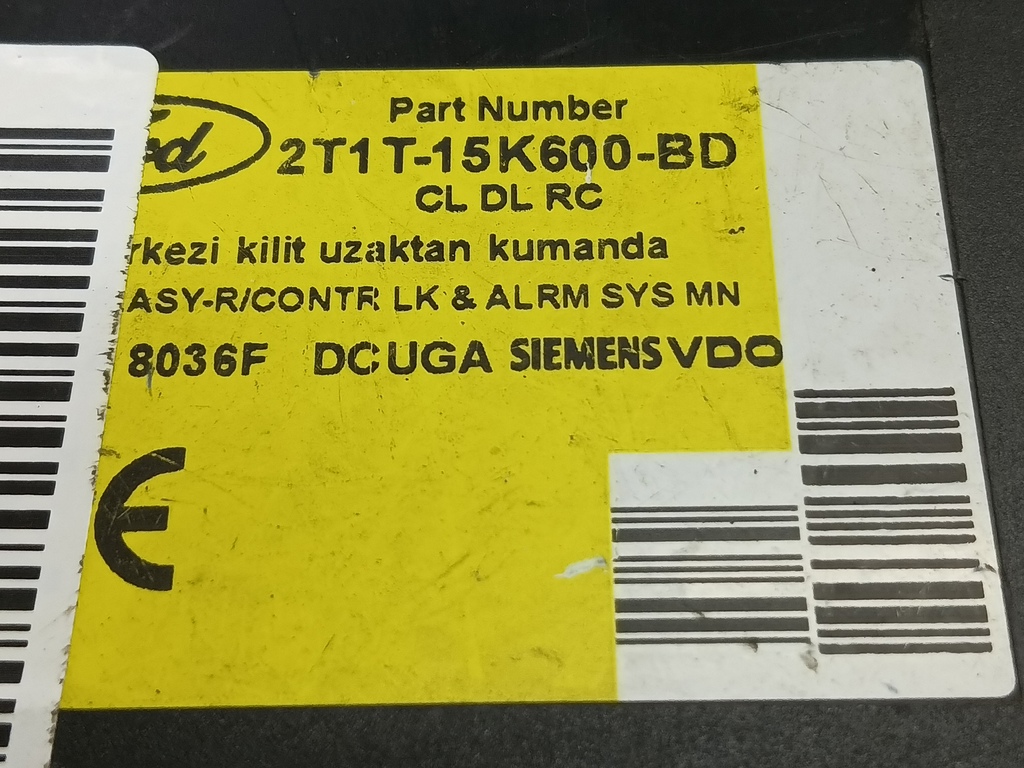 Part Number
2T1T-15K600-BD
CL DL RC
rkezi kilit uzaktan kumanda
ASY-R/CONTR LK & ALRM SYS MN
8036F DCUGA SIEMENS VDO
CE